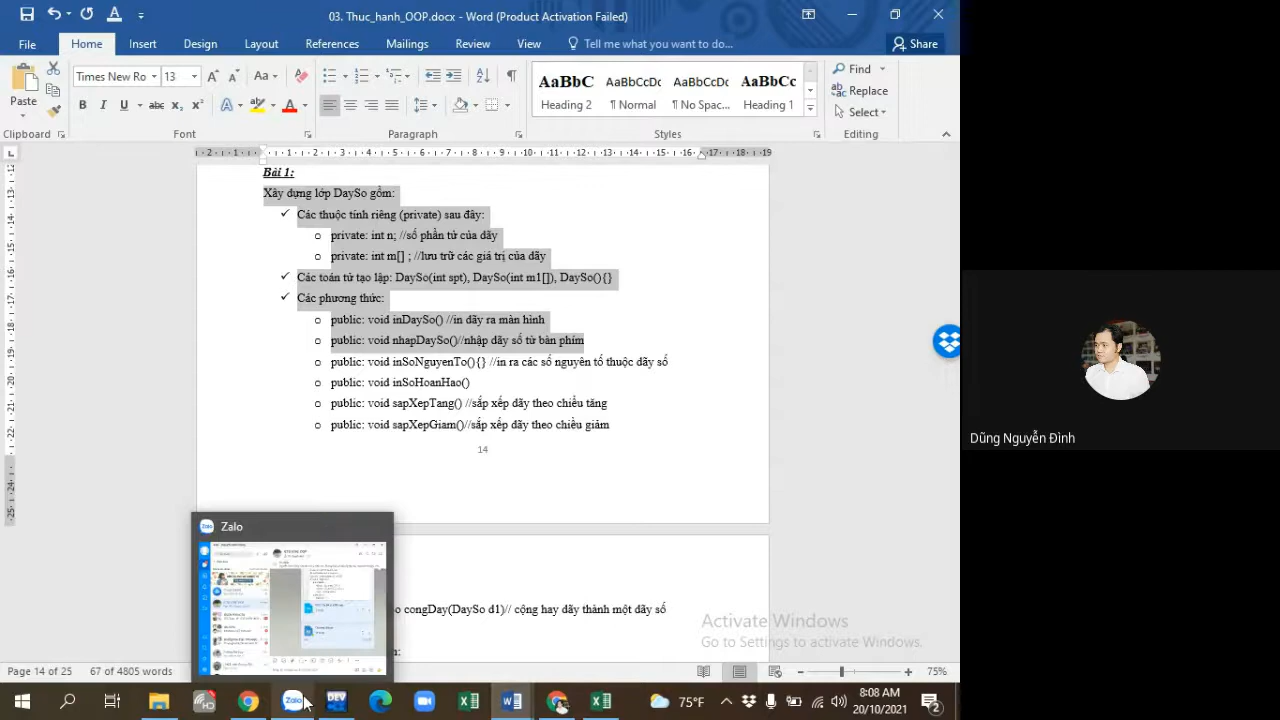 03. Thuc_hanh_OOP.docx - Word (Product Activation Failed)
File Home Insert Design Layout References Mailings Review View Tell me what you want to do... Share
Times New Ro 13 Aa
Paste
AaBbC AaBbCcDc AaBbCcDc AaBbCc
Heading 2 ¶ Normal ¶ No Spac... Heading 1
Find
Replace
Select
Clipboard Font Paragraph Styles Editing
Bài 1:
Xây dựng lớp DaySo gồm:
Các thuộc tính riêng (private) sau đây:
private: int n; //số phần tử của dãy
private: int m[] ; //lưu trữ các giá trị của dãy
Các toán tử tạo lập: DaySo(int spt), DaySo(int m1[]), DaySo(){}
Các phương thức:
public: void inDaySo() //in dãy ra màn hình
public: void nhapDaySo()//nhập dãy số từ bàn phím
public: void inSoNguyenTo(){} //in ra các số nguyên tố thuộc dãy số
public: void inSoHoanHao()
public: void sapXepTang() //sắp xếp dãy theo chiều tăng
public: void sapXepGiam()//sắp xếp dãy theo chiều giảm
14
Zalo
ongDay(DaySo d1)// cộng hay dãy thành một dãy số
Dũng Nguyễn Đình
Activate Windows
Go to Settings to activate Windows.
Page 14 of 25 67 of 4805 words 75%
Zalo DEV 75°F 8:08 AM
20/10/2021
2